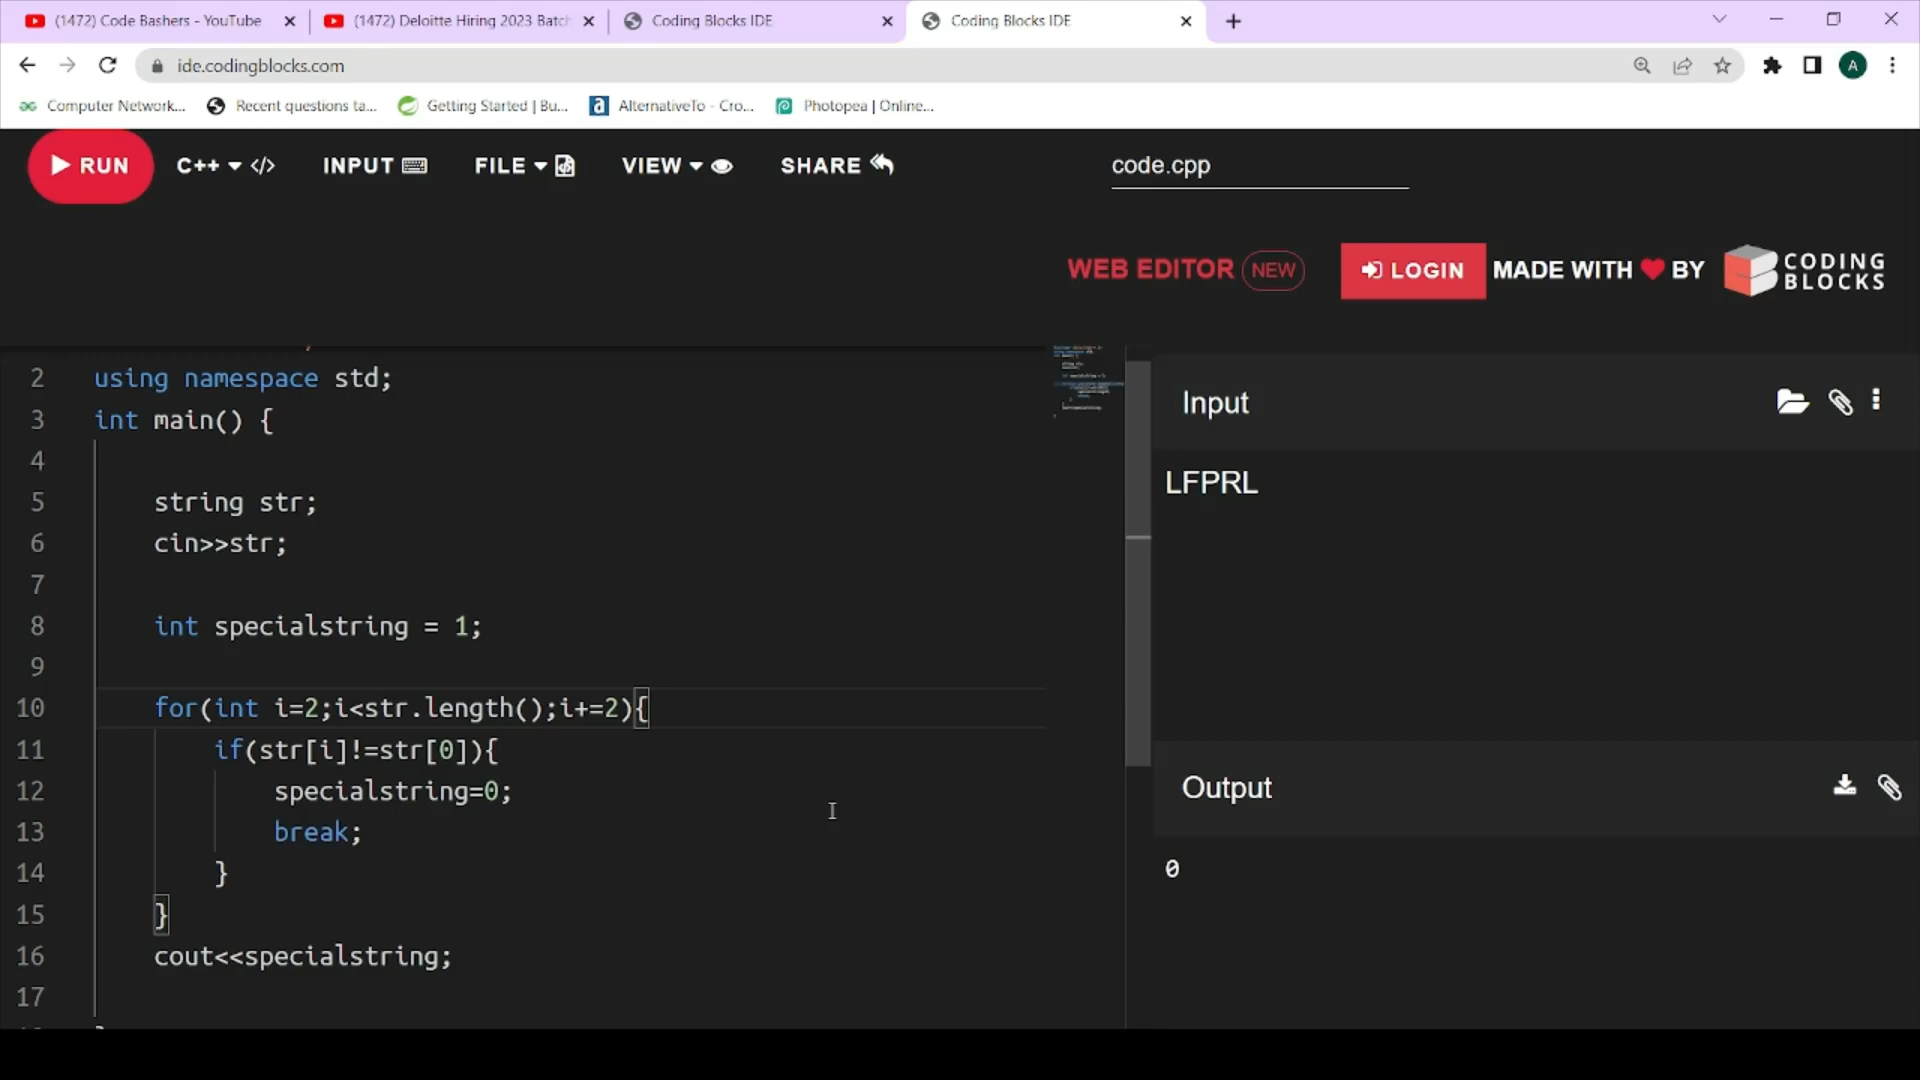 (1472) Code Bashers - YouTube
(1472) Deloitte Hiring 2023 Batch
Coding Blocks IDE
Coding Blocks IDE
ide.codingblocks.com
A
Computer Network...
Recent questions ta...
Getting Started | Bu...
AlternativeTo - Cro...
Photopea | Online...
RUN
C++
INPUT
FILE
VIEW
SHARE
code.cpp
WEB EDITOR NEW
LOGIN
MADE WITH BY
CODING
BLOCKS
2 using namespace std;
3 int main() {
4
5 string str;
6 cin>>str;
7
8 int specialstring = 1;
9
10 for(int i=2;i<str.length();i+=2){
11 if(str[i]!=str[0]){
12 specialstring=0;
13 break;
14 }
15 }
16 cout<<specialstring;
17
Input
LFPRL
Output
0